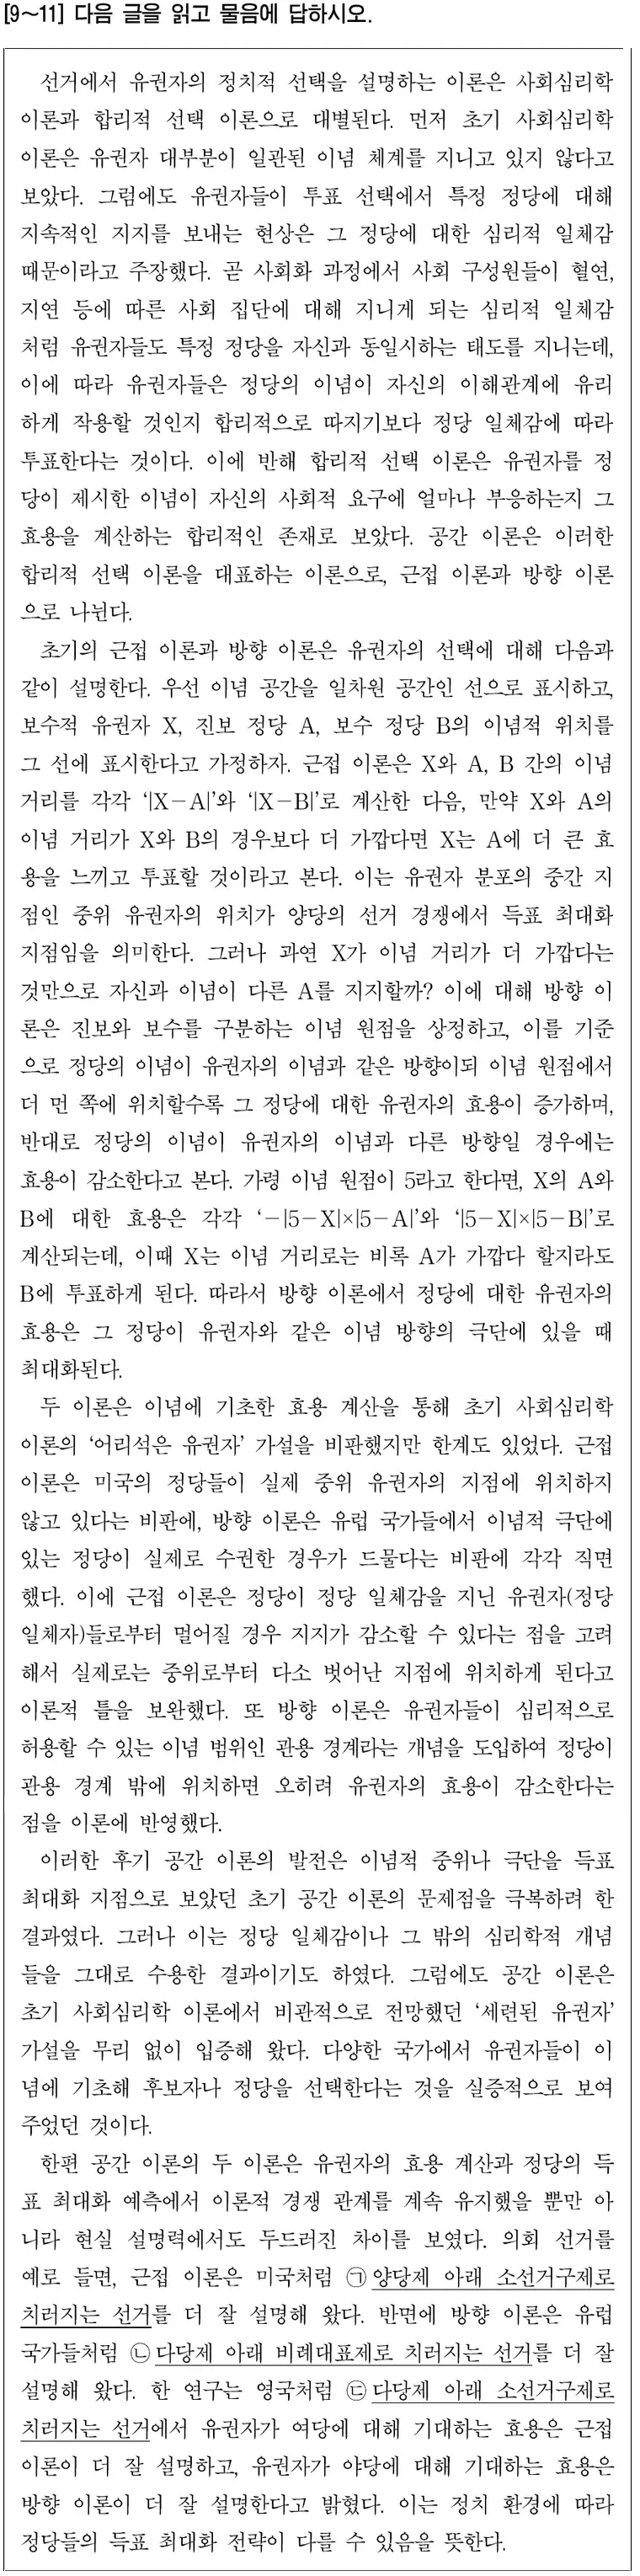 [9~11] 다음 글을 읽고 물음에 답하시오.
선거에서 유권자의 정치적 선택을 설명하는 이론은 사회심리학
이론과 합리적 선택 이론으로 대별된다. 먼저 초기 사회심리학
이론은 유권자 대부분이 일관된 이념 체계를 지니고 있지 않다고
보았다. 그럼에도 유권자들이 투표 선택에서 특정 정당에 대해
지속적인 지지를 보내는 현상은 그 정당에 대한 심리적 일체감
때문이라고 주장했다. 곧 사회화 과정에서 사회 구성원들이 혈연,
지연 등에 따른 사회 집단에 대해 지니게 되는 심리적 일체감
처럼 유권자들도 특정 정당을 자신과 동일시하는 태도를 지니는데,
이에 따라 유권자들은 정당의 이념이 자신의 이해관계에 유리
하게 작용할 것인지 합리적으로 따지기보다 정당 일체감에 따라
투표한다는 것이다. 이에 반해 합리적 선택 이론은 유권자를 정
당이 제시한 이념이 자신의 사회적 요구에 얼마나 부응하는지 그
효용을 계산하는 합리적인 존재로 보았다. 공간 이론은 이러한
합리적 선택 이론을 대표하는 이론으로, 근접 이론과 방향 이론
으로 나뉜다.
초기의 근접 이론과 방향 이론은 유권자의 선택에 대해 다음과
같이 설명한다. 우선 이념 공간을 일차원 공간인 선으로 표시하고,
보수적 유권자 X, 진보 정당 A, 보수 정당 B의 이념적 위치를
그 선에 표시한다고 가정하자. 근접 이론은 X와 A, B 간의 이념
거리를 각각 ‘|X－A|’와 ‘|X－B|’로 계산한 다음, 만약 X와 A의
이념 거리가 X와 B의 경우보다 더 가깝다면 X는 A에 더 큰 효
용을 느끼고 투표할 것이라고 본다. 이는 유권자 분포의 중간 지
점인 중위 유권자의 위치가 양당의 선거 경쟁에서 득표 최대화
지점임을 의미한다. 그러나 과연 X가 이념 거리가 더 가깝다는
것만으로 자신과 이념이 다른 A를 지지할까? 이에 대해 방향 이
론은 진보와 보수를 구분하는 이념 원점을 상정하고, 이를 기준
으로 정당의 이념이 유권자의 이념과 같은 방향이되 이념 원점에서
더 먼 쪽에 위치할수록 그 정당에 대한 유권자의 효용이 증가하며,
반대로 정당의 이념이 유권자의 이념과 다른 방향일 경우에는
효용이 감소한다고 본다. 가령 이념 원점이 5라고 한다면, X의 A와
B에 대한 효용은 각각 ‘－|5－X|×|5－A|’와 ‘|5－X|×|5－B|’로
계산되는데, 이때 X는 이념 거리로는 비록 A가 가깝다 할지라도
B에 투표하게 된다. 따라서 방향 이론에서 정당에 대한 유권자의
효용은 그 정당이 유권자와 같은 이념 방향의 극단에 있을 때
최대화된다.
두 이론은 이념에 기초한 효용 계산을 통해 초기 사회심리학
이론의 ‘어리석은 유권자’ 가설을 비판했지만 한계도 있었다. 근접
이론은 미국의 정당들이 실제 중위 유권자의 지점에 위치하지
않고 있다는 비판에, 방향 이론은 유럽 국가들에서 이념적 극단에
있는 정당이 실제로 수권한 경우가 드물다는 비판에 각각 직면
했다. 이에 근접 이론은 정당이 정당 일체감을 지닌 유권자(정당
일체자)들로부터 멀어질 경우 지지가 감소할 수 있다는 점을 고려
해서 실제로는 중위로부터 다소 벗어난 지점에 위치하게 된다고
이론적 틀을 보완했다. 또 방향 이론은 유권자들이 심리적으로
허용할 수 있는 이념 범위인 관용 경계라는 개념을 도입하여 정당이
관용 경계 밖에 위치하면 오히려 유권자의 효용이 감소한다는
점을 이론에 반영했다.
이러한 후기 공간 이론의 발전은 이념적 중위나 극단을 득표
최대화 지점으로 보았던 초기 공간 이론의 문제점을 극복하려 한
결과였다. 그러나 이는 정당 일체감이나 그 밖의 심리학적 개념
들을 그대로 수용한 결과이기도 하였다. 그럼에도 공간 이론은
초기 사회심리학 이론에서 비관적으로 전망했던 ‘세련된 유권자’
가설을 무리 없이 입증해 왔다. 다양한 국가에서 유권자들이 이
념에 기초해 후보자나 정당을 선택한다는 것을 실증적으로 보여
주었던 것이다.
한편 공간 이론의 두 이론은 유권자의 효용 계산과 정당의 득
표 최대화 예측에서 이론적 경쟁 관계를 계속 유지했을 뿐만 아
니라 현실 설명력에서도 두드러진 차이를 보였다. 의회 선거를
예로 들면, 근접 이론은 미국처럼 ㉠양당제 아래 소선거구제로
치러지는 선거를 더 잘 설명해 왔다. 반면에 방향 이론은 유럽
국가들처럼 ㉡다당제 아래 비례대표제로 치러지는 선거를 더 잘
설명해 왔다. 한 연구는 영국처럼 ㉢다당제 아래 소선거구제로
치러지는 선거에서 유권자가 여당에 대해 기대하는 효용은 근접
이론이 더 잘 설명하고, 유권자가 야당에 대해 기대하는 효용은
방향 이론이 더 잘 설명한다고 밝혔다. 이는 정치 환경에 따라
정당들의 득표 최대화 전략이 다를 수 있음을 뜻한다.